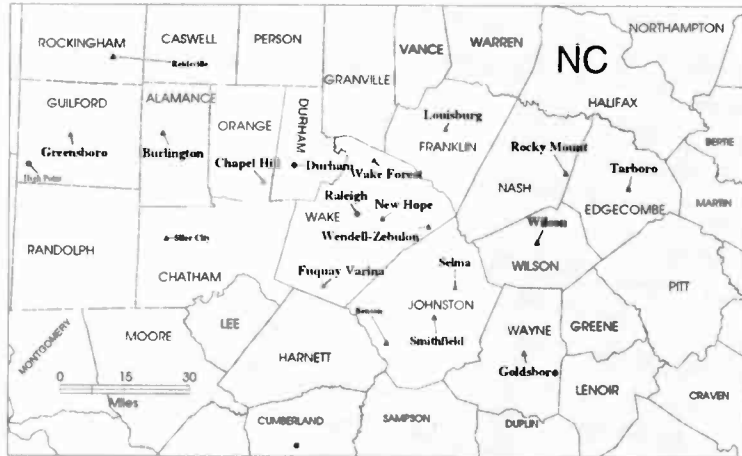 ROCKINGHAM
CASWELL
PERSON
VANCE
WARREN
NORTHAMPTON
NC
Reidsville
GRANVILLE
GUILFORD
ALAMANCE
ORANGE
DURHAM
Louisburg
FRANKLIN
HALIFAX
BERTIE
Greensboro
Burlington
Chapel Hill
Durham
Wake Forest
Rocky Mount
NASH
Tarboro
EDGECOMBE
MARTIN
High Point
Raleigh
WAKE
New Hope
Wendell-Zebulon
Wilson
WILSON
RANDOLPH
Siler City
CHATHAM
Fuquay Varina
Selma
JOHNSTON
PITT
MONTGOMERY
MOORE
LEE
HARNETT
Benson
Smithfield
WAYNE
Goldsboro
GREENE
LENOIR
CRAVEN
0 15 30
Miles
CUMBERLAND
SAMPSON
DUPLIN